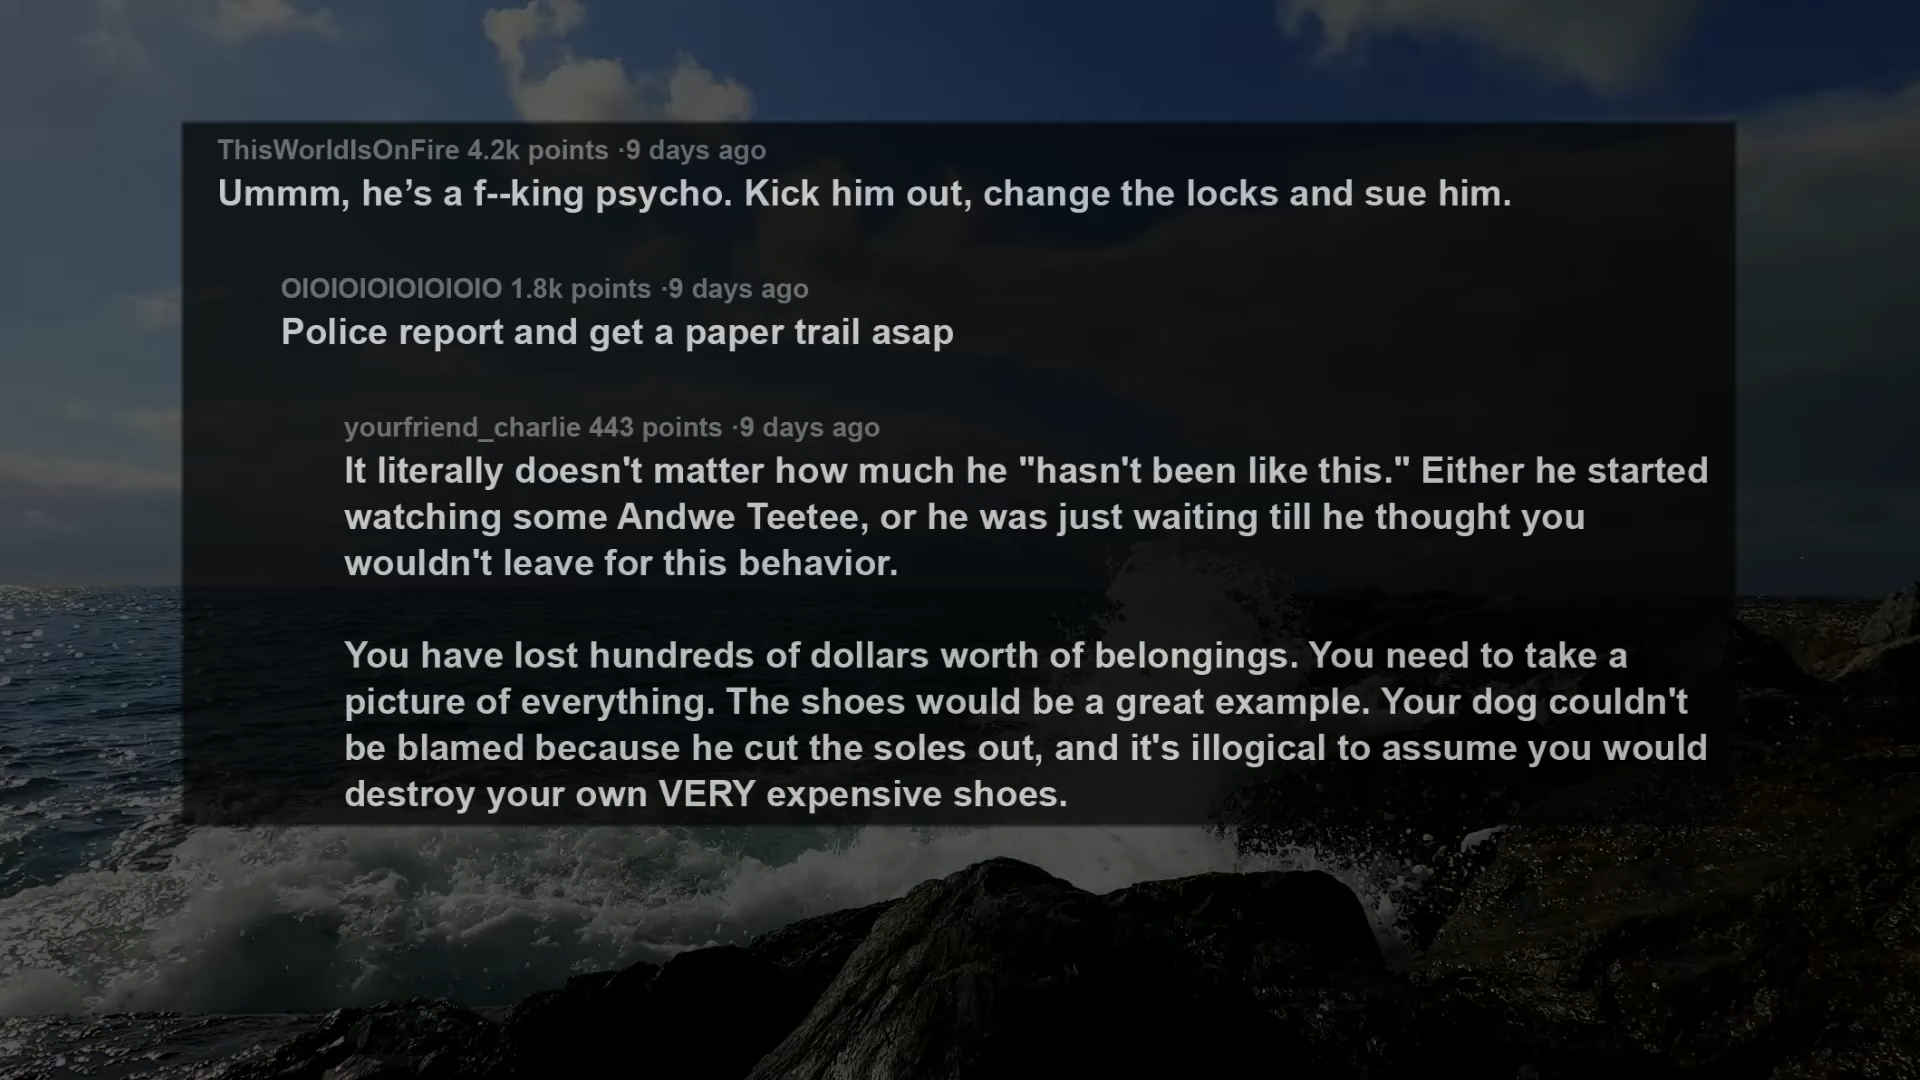 ThisWorldIsOnFire 4.2k points ·9 days ago
Ummm, he’s a f--king psycho. Kick him out, change the locks and sue him.
OIOIOIOIOIOIOIO 1.8k points ·9 days ago
Police report and get a paper trail asap
yourfriend_charlie 443 points ·9 days ago
It literally doesn't matter how much he "hasn't been like this." Either he started
watching some Andwe Teetee, or he was just waiting till he thought you
wouldn't leave for this behavior.
You have lost hundreds of dollars worth of belongings. You need to take a
picture of everything. The shoes would be a great example. Your dog couldn't
be blamed because he cut the soles out, and it's illogical to assume you would
destroy your own VERY expensive shoes.